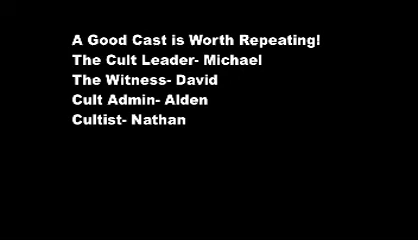 A Good Cast is Worth Repeating!
The Cult Leader- Michael
The Witness- David
Cult Admin- Alden
Cultist- Nathan